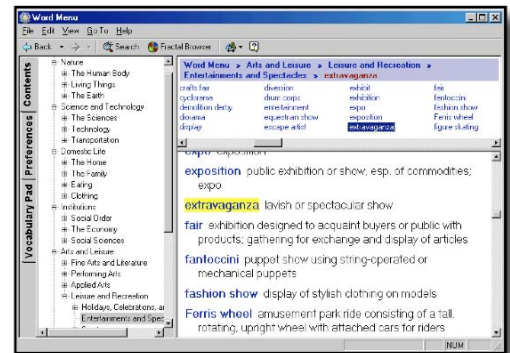 Word Menu
File Edit View Go To Help
Back Search Fractal Browser
Contents
Preferences
Vocabulary Pad
Nature
The Human Body
Living Things
The Earth
Science and Technology
The Sciences
Technology
Transportation
Domestic Life
The Home
The Family
Eating
Clothing
Institutions
Social Order
The Economy
Social Sciences
Arts and Leisure
Fine Arts and Literature
Performing Arts
Applied Arts
Leisure and Recreation
Holidays, Celebrations, ar
Entertainments and Spec
Word Menu » Arts and Leisure » Leisure and Recreation »
Entertainments and Spectacles » extravaganza
crafts fair diversion exhibit fair
cyclorama drum corps exhibition fantoccini
demolition derby entertainment expo fashion show
diorama equestrian show exposition Ferris wheel
display escape artist extravaganza figure skating
expo exposition
exposition public exhibition or show, esp. of commodities;
expo
extravaganza lavish or spectacular show
fair exhibition designed to acquaint buyers or public with
products; gathering for exchange and display of articles
fantoccini puppet show using string-operated or
mechanical puppets
fashion show display of stylish clothing on models
Ferris wheel amusement park ride consisting of a tall,
rotating, upright wheel with attached cars for riders
NUM